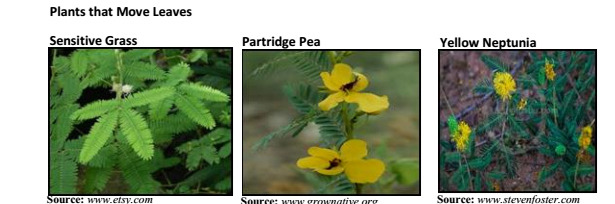 Plants that Move Leaves
Sensitive Grass
Partridge Pea
Yellow Neptunia
Source: www.etsy.com
Source: www.grownative.org
Source: www.stevenfoster.com